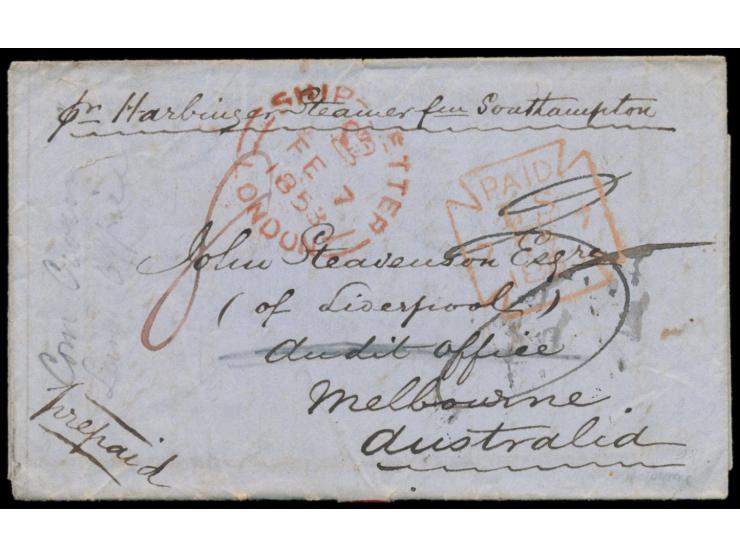 pr Harbinger Steamer fm Southampton
SHIP-LETTER
FE 7
1853
LONDON
PAID
John Steavenson Esqre
(of Liverpool)
Audit Office
Melbourne
Australia
prepaid